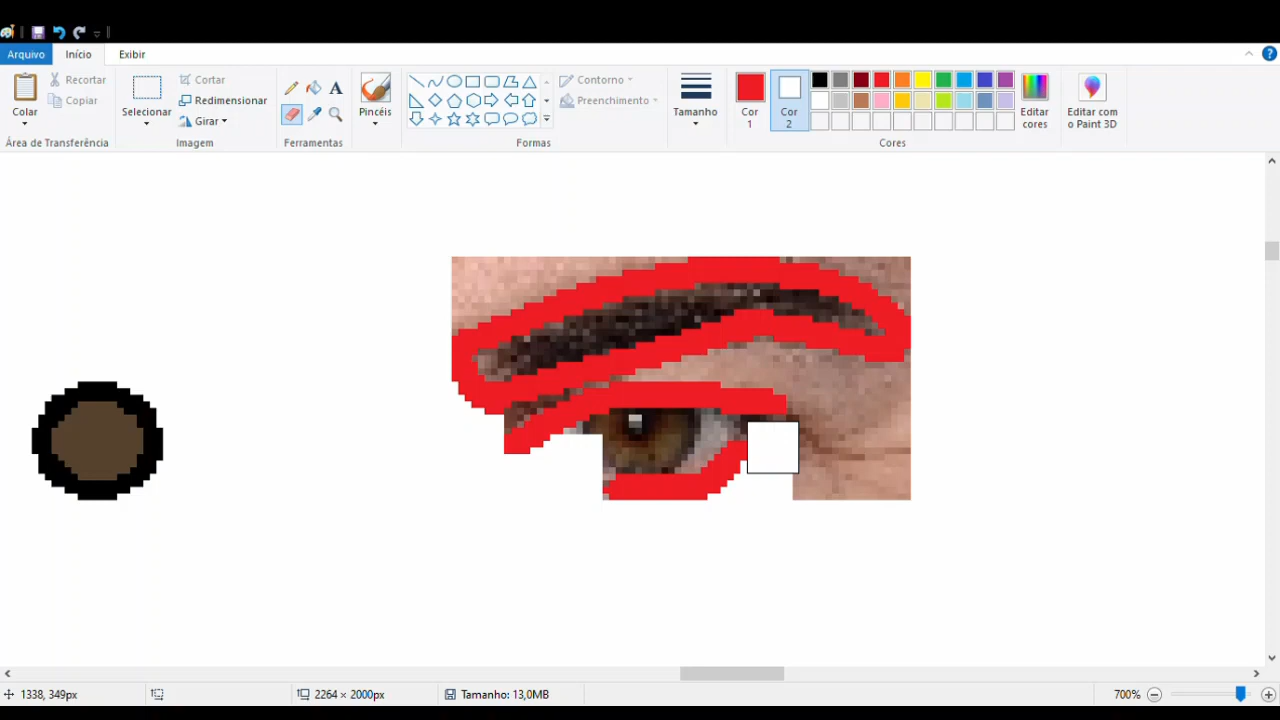 Arquivo Início Exibir
Colar
Recortar
Copiar
Área de Transferência
Selecionar
Cortar
Redimensionar
Girar
Imagem
Ferramentas
Pincéis
Formas
Contorno
Preenchimento
Tamanho
Cor 1
Cor 2
Cores
Editar cores
Editar com o Paint 3D
1338, 349px
2264 × 2000px
Tamanho: 13,0MB
700%